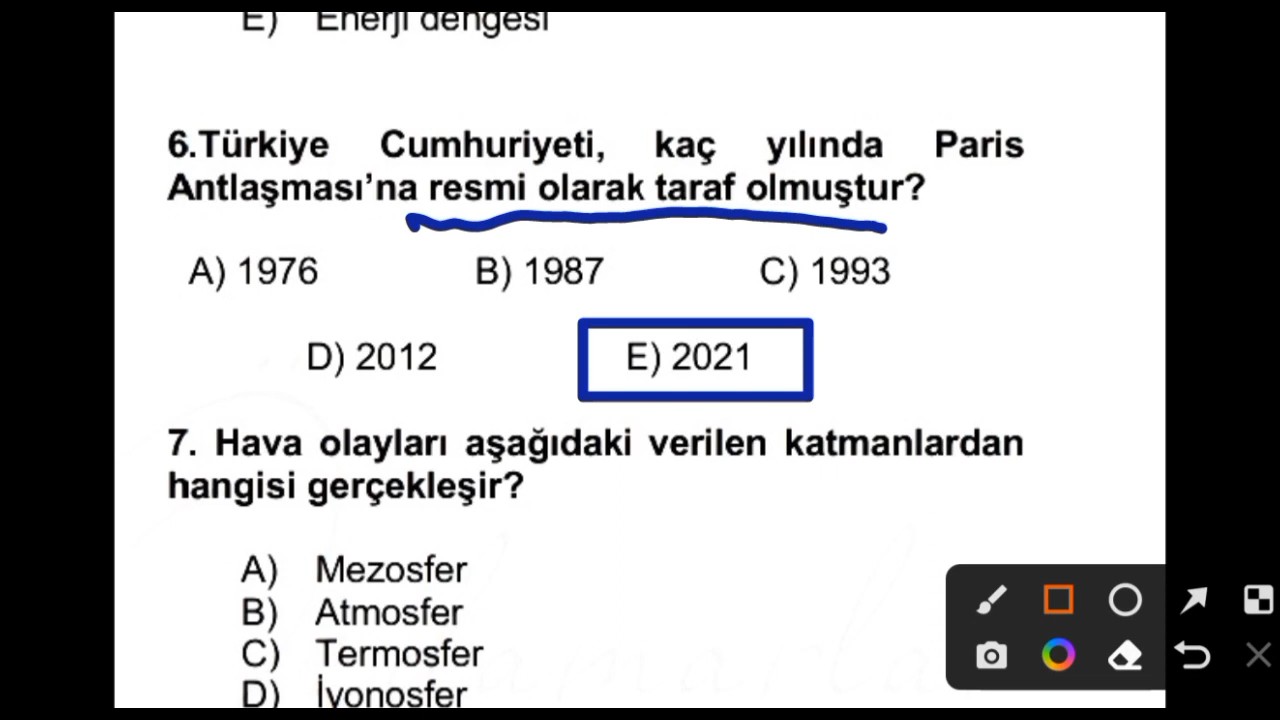 E) Enerji dengesi
6.Türkiye Cumhuriyeti, kaç yılında Paris
Antlaşması’na resmi olarak taraf olmuştur?
A) 1976 B) 1987 C) 1993
D) 2012 E) 2021
7. Hava olayları aşağıdaki verilen katmanlardan
hangisi gerçekleşir?
A) Mezosfer
B) Atmosfer
C) Termosfer
D) İyonosfer